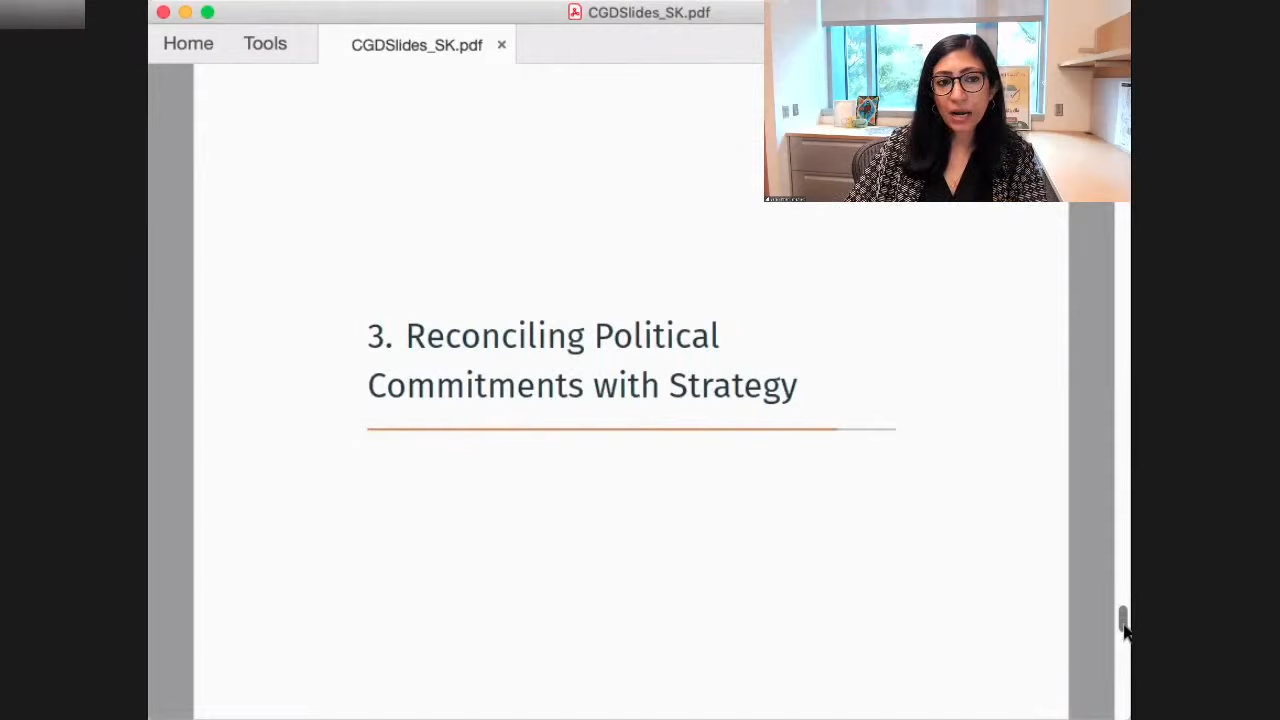 CGDSlides_SK.pdf
Home
Tools
CGDSlides_SK.pdf
3. Reconciling Political
Commitments with Strategy